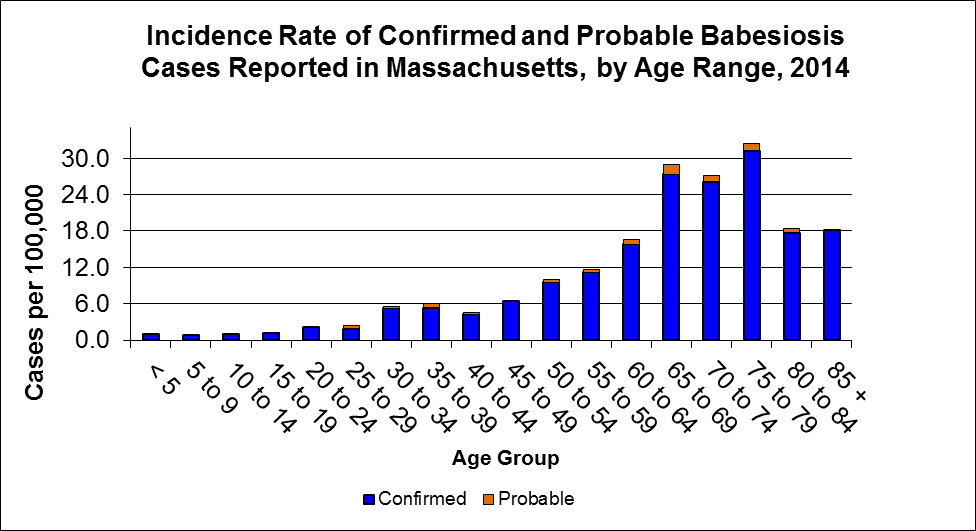 Incidence Rate of Confirmed and Probable Babesiosis
Cases Reported in Massachusetts, by Age Range, 2014
Cases per 100,000
30.0
24.0
18.0
12.0
6.0
0.0
< 5
5 to 9
10 to 14
15 to 19
20 to 24
25 to 29
30 to 34
35 to 39
40 to 44
45 to 49
50 to 54
55 to 59
60 to 64
65 to 69
70 to 74
75 to 79
80 to 84
85 +
Age Group
Confirmed
Probable